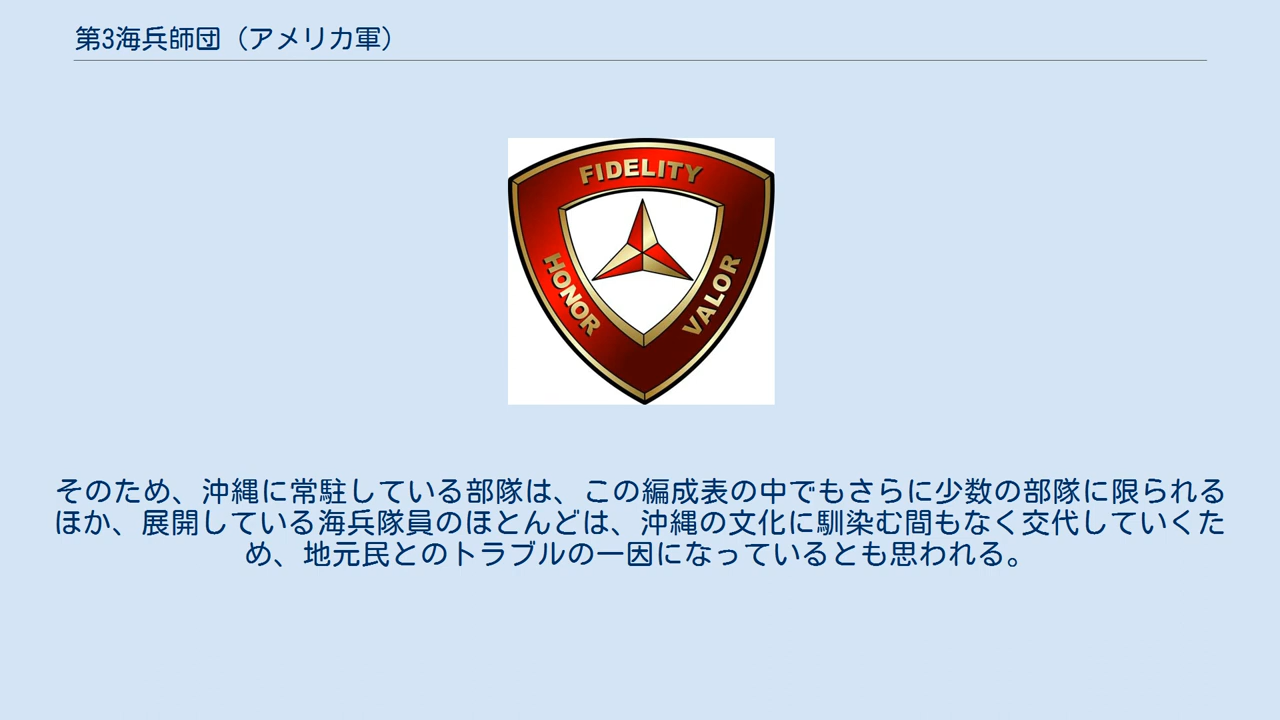 第3海兵師団（アメリカ軍）
FIDELITY
HONOR
VALOR
そのため、沖縄に常駐している部隊は、この編成表の中でもさらに少数の部隊に限られる
ほか、展開している海兵隊員のほとんどは、沖縄の文化に馴染む間もなく交代していくた
め、地元民とのトラブルの一因になっているとも思われる。